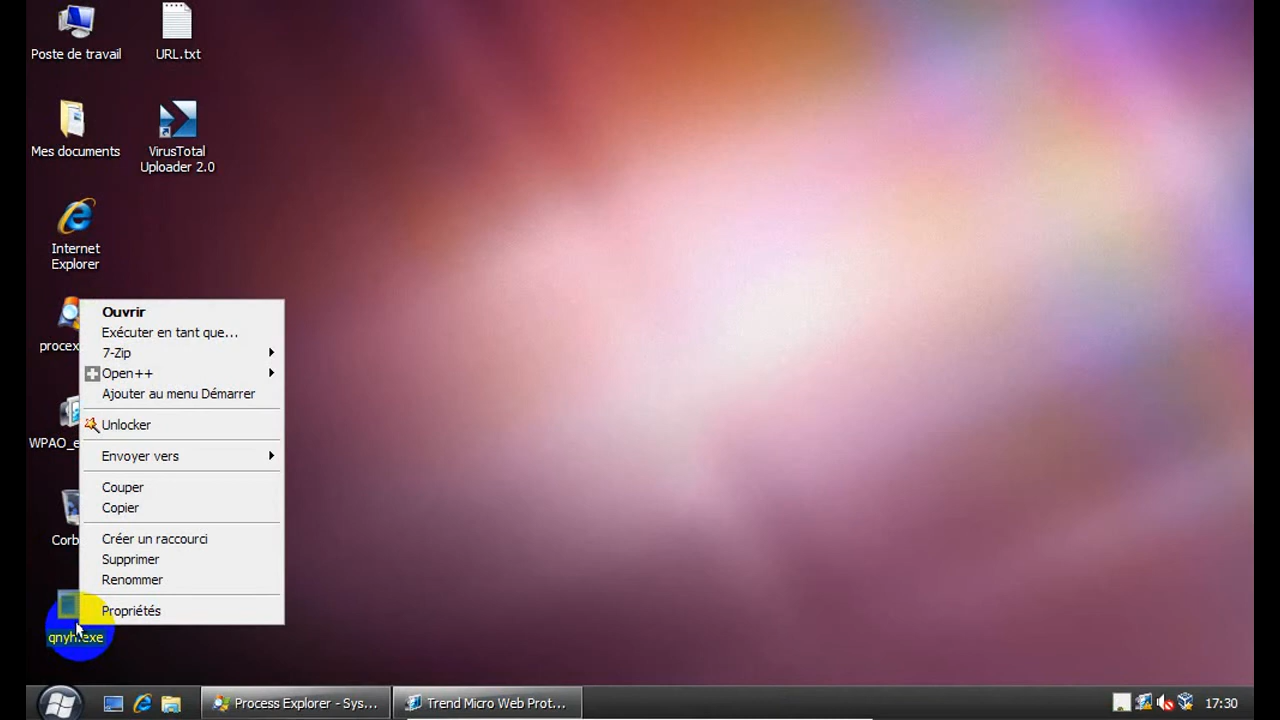 Poste de travail
URL.txt
Mes documents
VirusTotal
Uploader 2.0
Internet
Explorer
Ouvrir
Exécuter en tant que...
7-Zip
Open++
Ajouter au menu Démarrer
Unlocker
Envoyer vers
Couper
Copier
Créer un raccourci
Supprimer
Renommer
Propriétés
procex
WPAO_e
Corb
Process Explorer - Sys...
Trend Micro Web Prot...
17:30